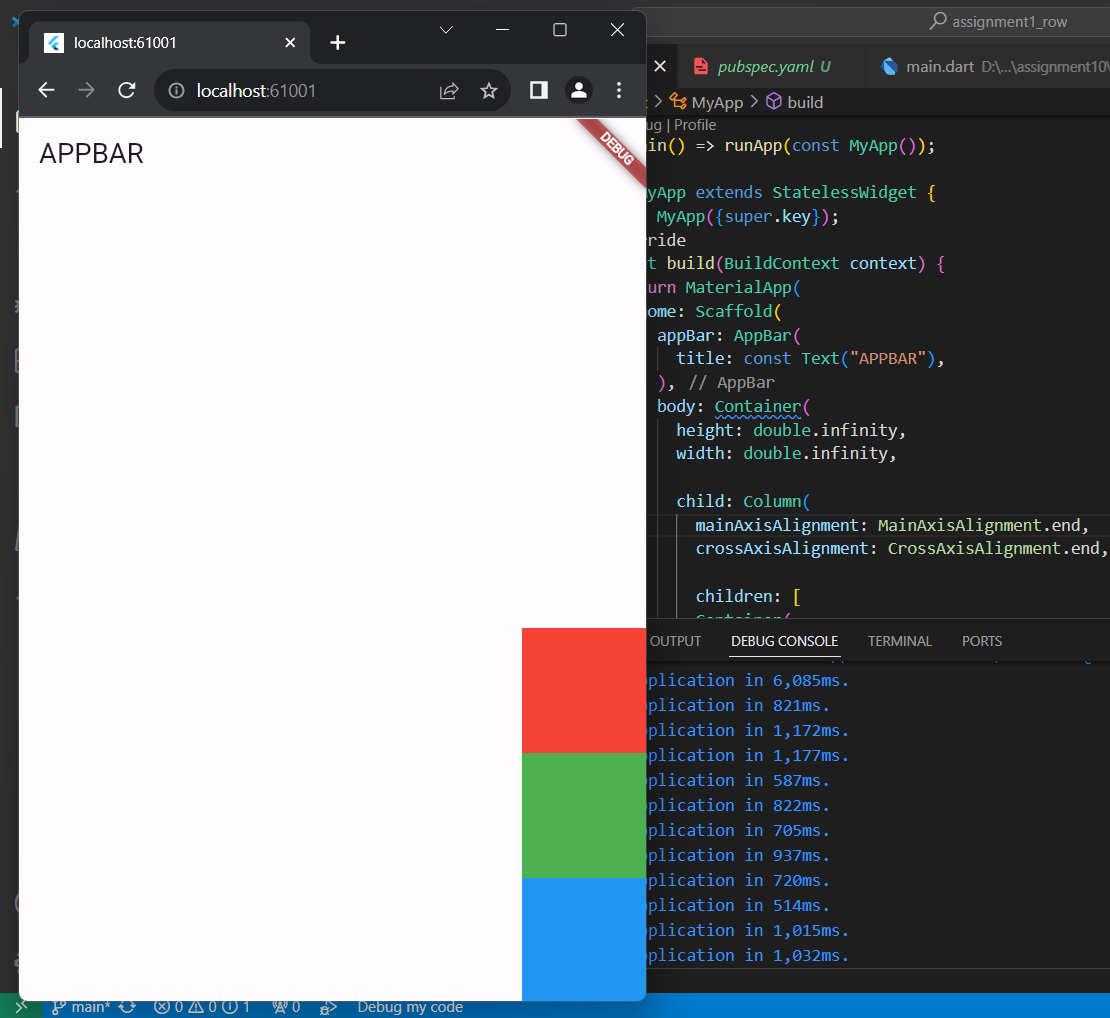 localhost:61001
assignment1_row
pubspec.yaml U
main.dart D:\...\assignment10\
localhost:61001
MyApp > build
APPBAR
DEBUG
ug | Profile
in() => runApp(const MyApp());
yApp extends StatelessWidget {
MyApp({super.key});
ride
t build(BuildContext context) {
urn MaterialApp(
ome: Scaffold(
appBar: AppBar(
title: const Text("APPBAR"),
), // AppBar
body: Container(
height: double.infinity,
width: double.infinity,
child: Column(
mainAxisAlignment: MainAxisAlignment.end,
crossAxisAlignment: CrossAxisAlignment.end,
children: [
OUTPUT DEBUG CONSOLE TERMINAL PORTS
plication in 6,085ms.
plication in 821ms.
plication in 1,172ms.
plication in 1,177ms.
plication in 587ms.
plication in 822ms.
plication in 705ms.
plication in 937ms.
plication in 720ms.
plication in 514ms.
plication in 1,015ms.
plication in 1,032ms.
main* 0 0 1 0 Debug my code